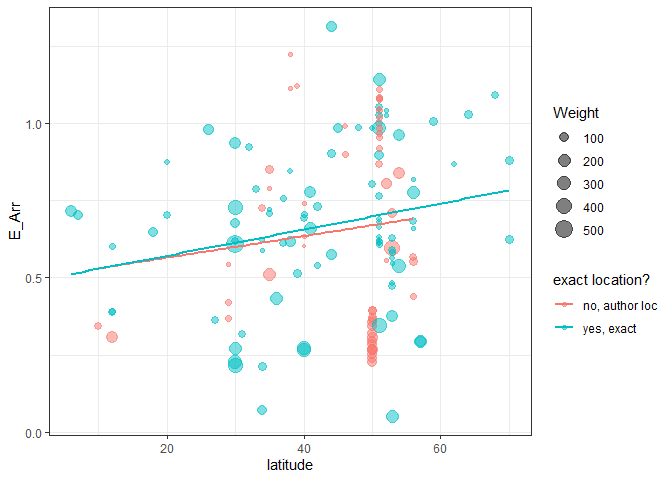 1.0
0.5
0.0
E_Arr
20
40
60
latitude
Weight
100
200
300
400
500
exact location?
no, author loc
yes, exact